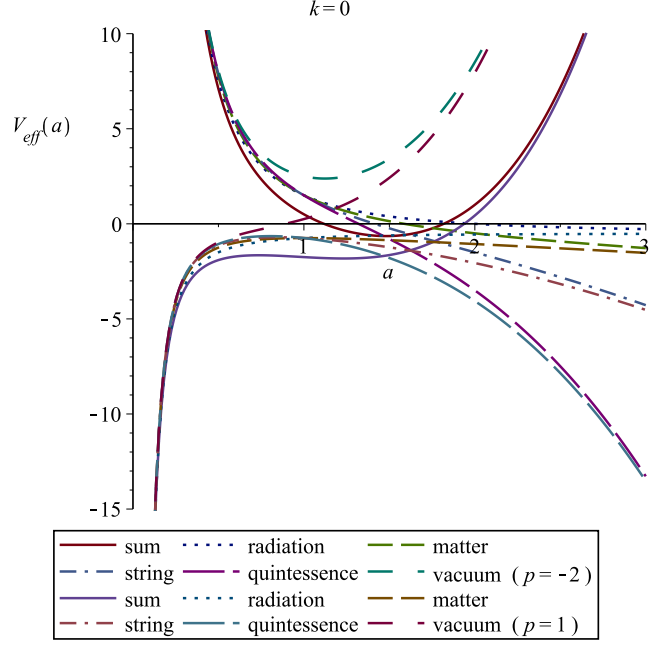 k = 0
10
V_eff(a)
5
0
1 2 3
a
−5
−10
−15
sum radiation matter
string quintessence vacuum ( p = −2 )
sum radiation matter
string quintessence vacuum ( p = 1 )